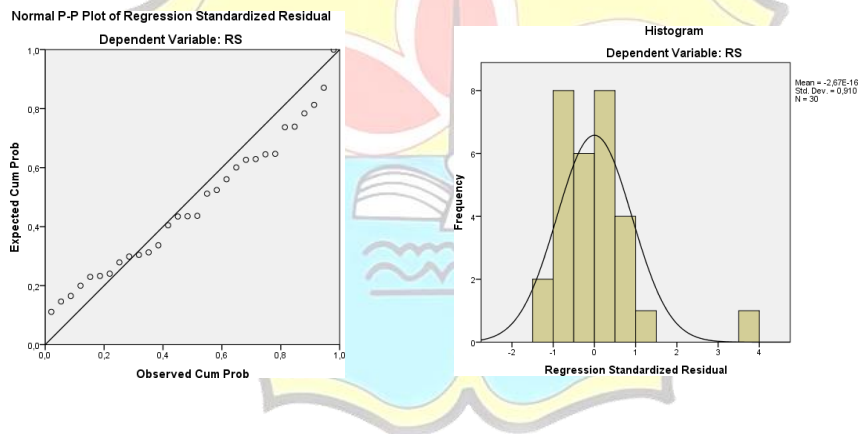 Normal P-P Plot of Regression Standardized Residual
Dependent Variable: RS
1,0
0,8
0,6
0,4
0,2
0,0
Expected Cum Prob
0,0 0,2 0,4 0,6 0,8 1,0
Observed Cum Prob
Histogram
Dependent Variable: RS
Mean = -2,67E-16
Std. Dev. = 0,910
N = 30
8
6
4
2
0
Frequency
-2 -1 0 1 2 3 4
Regression Standardized Residual